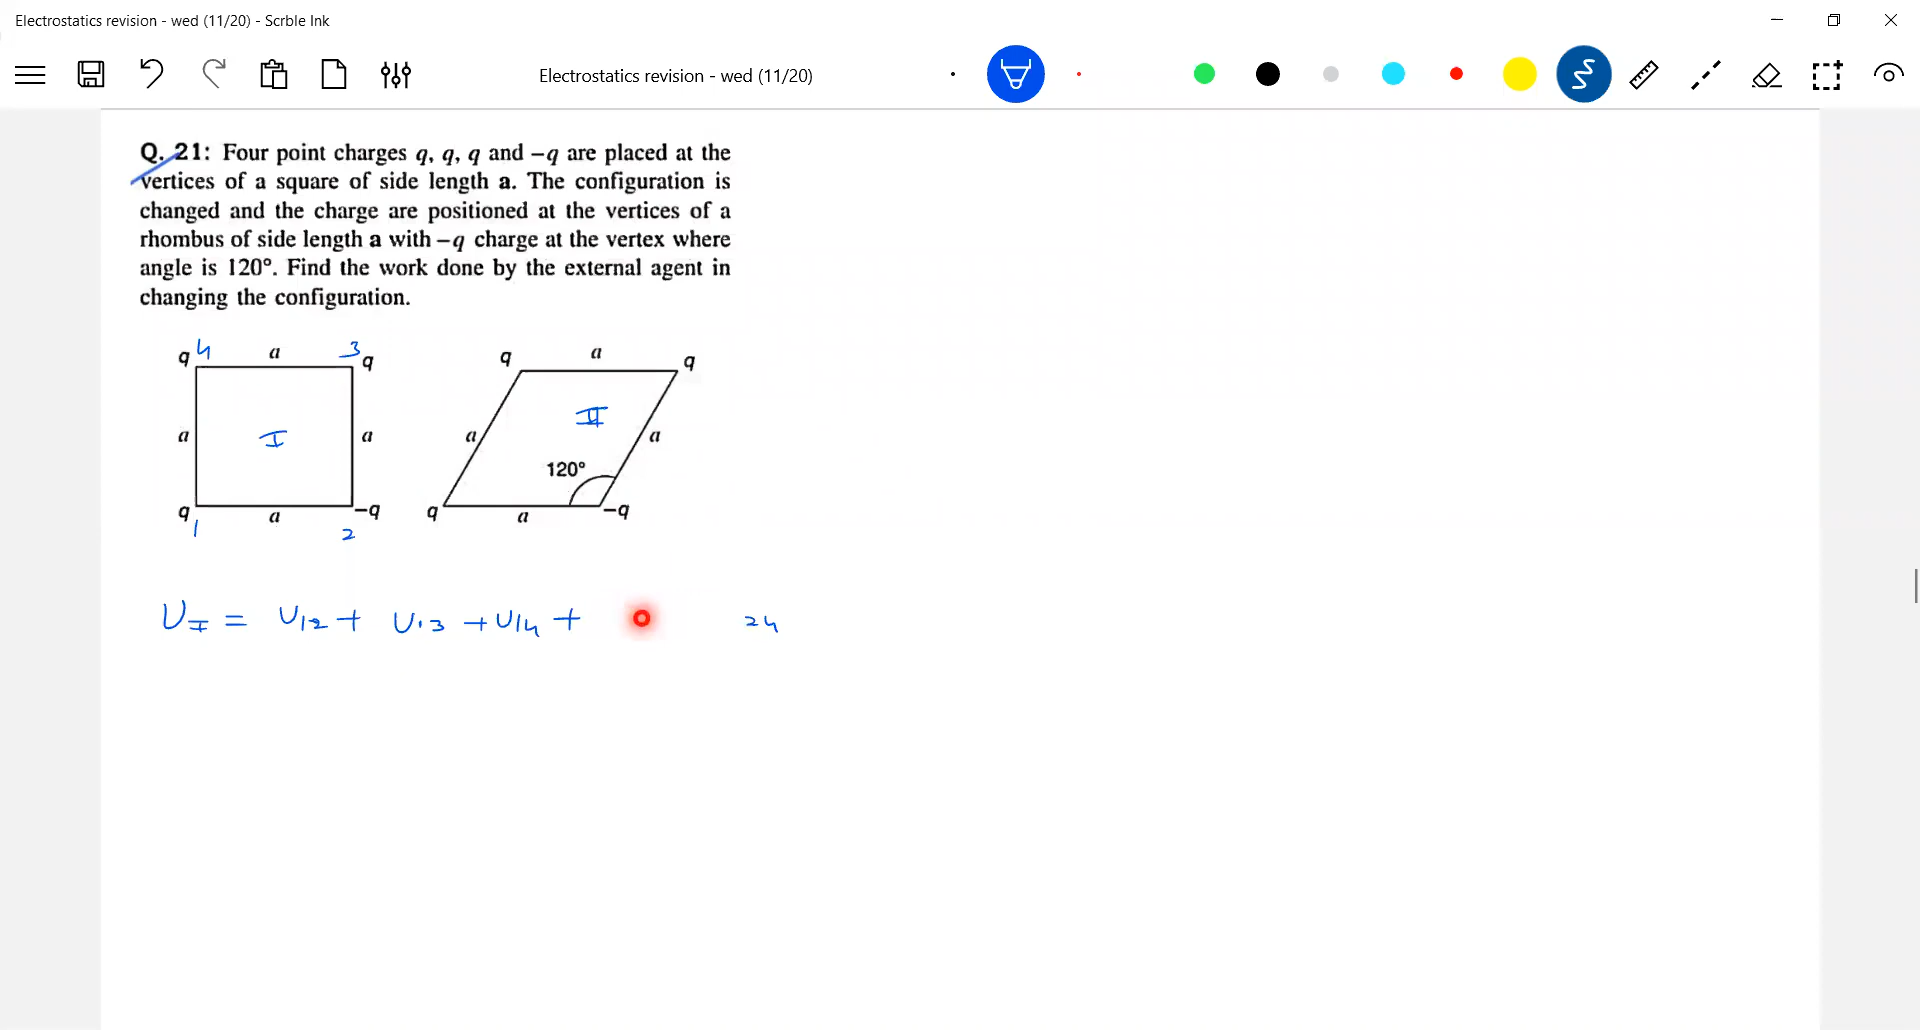 Electrostatics revision - wed (11/20) - Scrble Ink
Electrostatics revision - wed (11/20)
Q. 21: Four point charges q, q, q and −q are placed at the
vertices of a square of side length a. The configuration is
changed and the charge are positioned at the vertices of a
rhombus of side length a with −q charge at the vertex where
angle is 120°. Find the work done by the external agent in
changing the configuration.
q 4 a 3 q
q a q
a I a
a II a
120°
q a −q
1 2
q a −q
U_I = U12 + U13 + U14 + 24